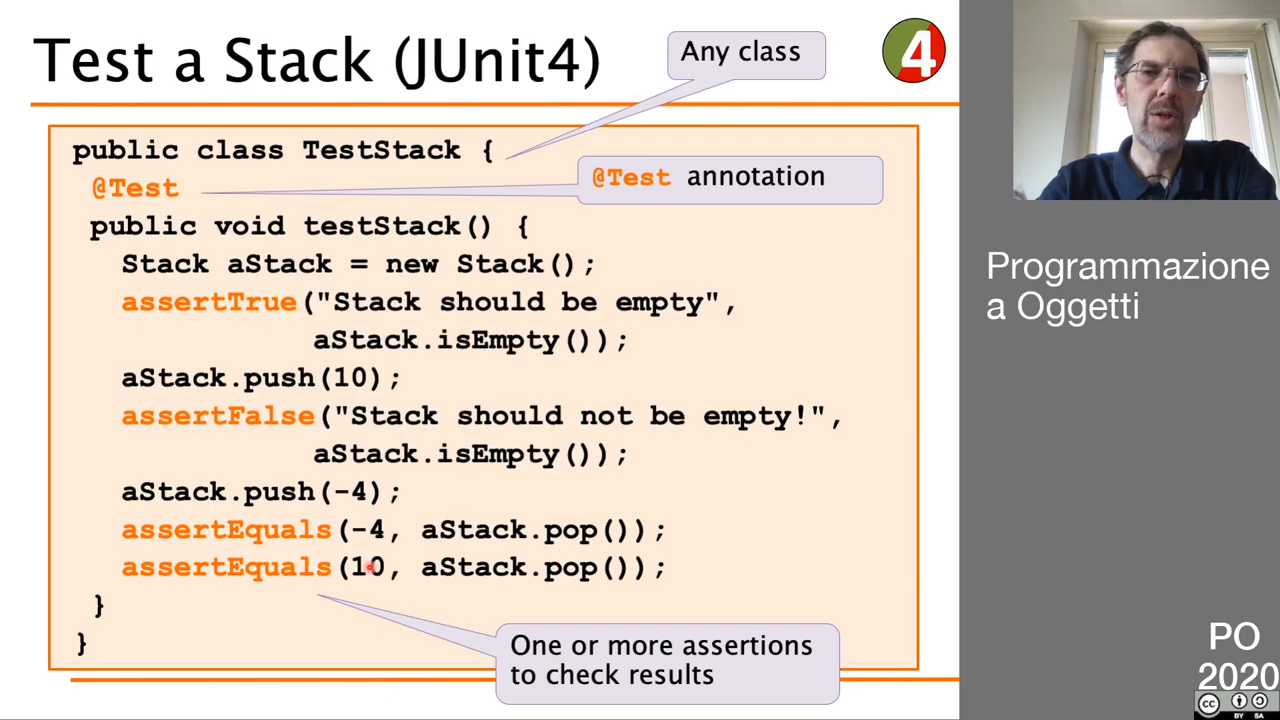 Test a Stack (JUnit4)
Any class
4
public class TestStack {
@Test
@Test annotation
public void testStack() {
Stack aStack = new Stack();
assertTrue("Stack should be empty",
aStack.isEmpty());
aStack.push(10);
assertFalse("Stack should not be empty!",
aStack.isEmpty());
aStack.push(-4);
assertEquals(-4, aStack.pop());
assertEquals(10, aStack.pop());
}
}
One or more assertions
to check results
Programmazione
a Oggetti
PO
2020
cc
BY SA